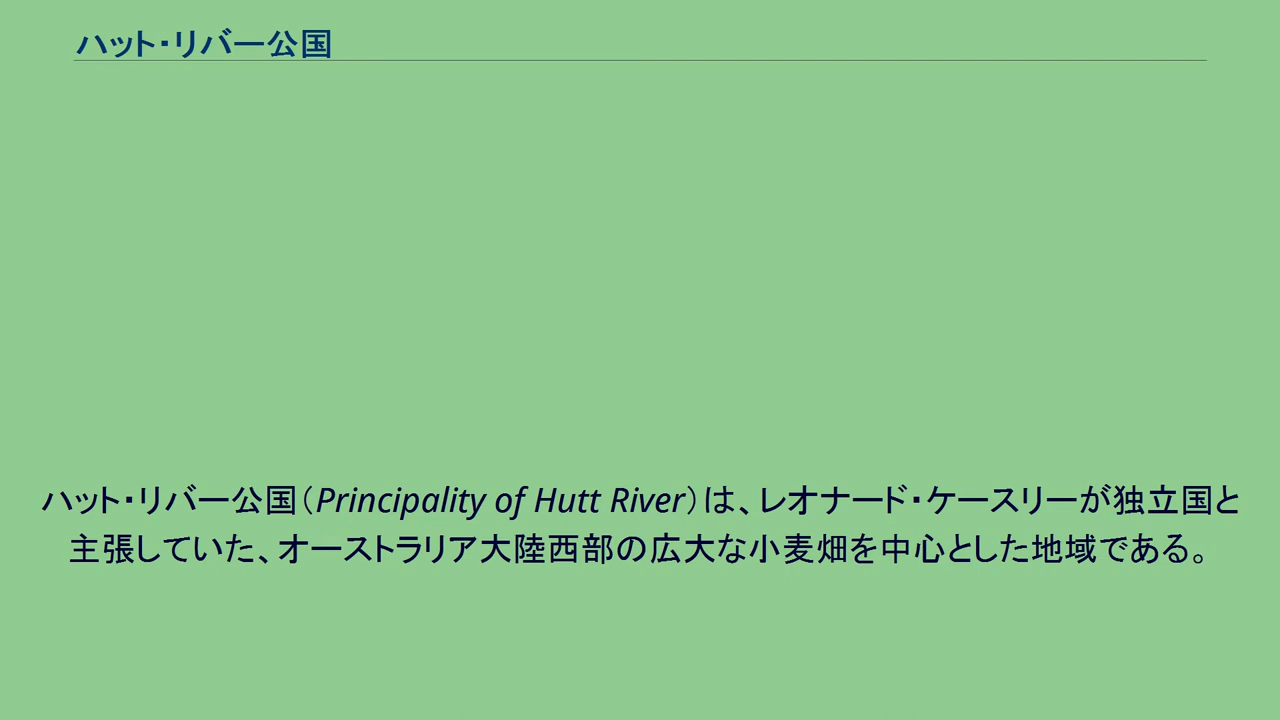 ハット・リバー公国
ハット・リバー公国（Principality of Hutt River）は、レオナード・ケースリーが独立国と
主張していた、オーストラリア大陸西部の広大な小麦畑を中心とした地域である。